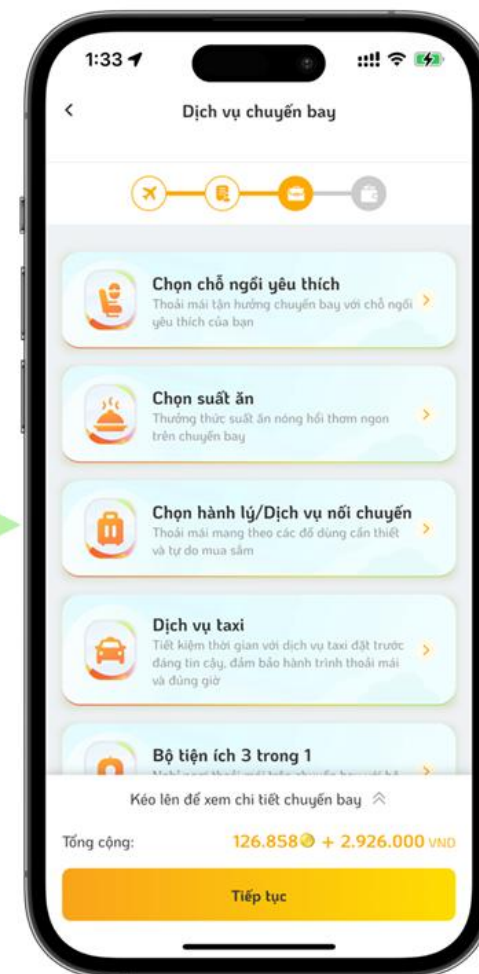 1:33
Dịch vụ chuyến bay
Chọn chỗ ngồi yêu thích
Thoải mái tận hưởng chuyến bay với chỗ ngồi
yêu thích của bạn
Chọn suất ăn
Thưởng thức suất ăn nóng hổi thơm ngon
trên chuyến bay
Chọn hành lý/Dịch vụ nối chuyến
Thoải mái mang theo các đồ dùng cần thiết
và tự do mua sắm
Dịch vụ taxi
Tiết kiệm thời gian với dịch vụ taxi đặt trước
đáng tin cậy, đảm bảo hành trình thoải mái
và đúng giờ
Bộ tiện ích 3 trong 1
Kéo lên để xem chi tiết chuyến bay
Tổng cộng: 126.858 + 2.926.000 VND
Tiếp tục